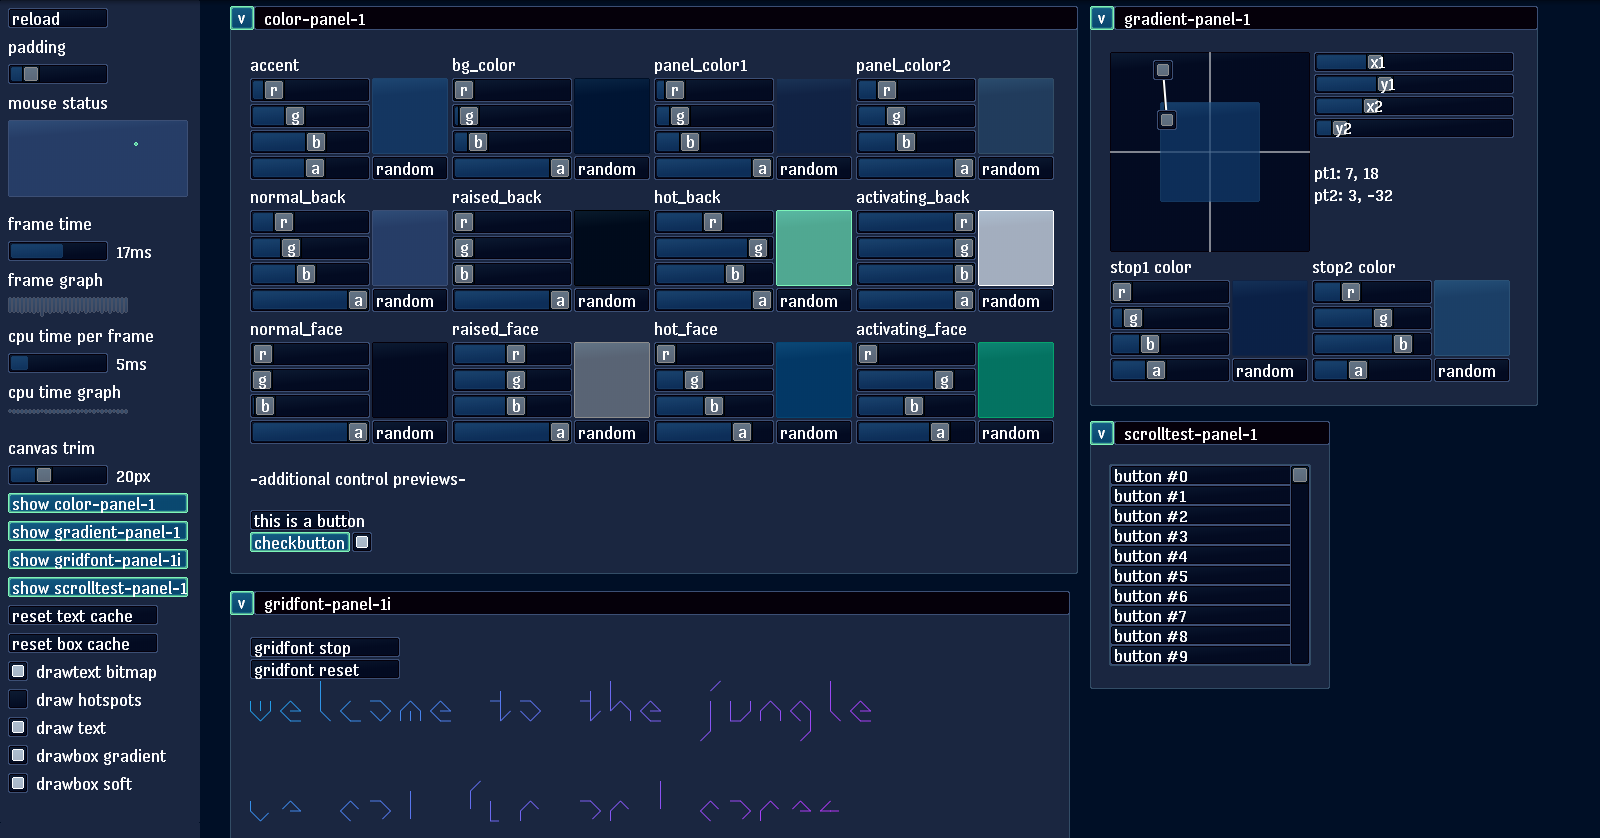 reload
padding
mouse status
frame time
17ms
frame graph
cpu time per frame
5ms
cpu time graph
canvas trim
20px
show color-panel-1
show gradient-panel-1
show gridfont-panel-1i
show scrolltest-panel-1
reset text cache
reset box cache
drawtext bitmap
draw hotspots
draw text
drawbox gradient
drawbox soft
v color-panel-1
accent bg_color panel_color1 panel_color2
r r r r
g g g g
b b b b
a random a random a random a random
normal_back raised_back hot_back activating_back
r r r r
g g g g
b b b b
a random a random a random a random
normal_face raised_face hot_face activating_face
r r r r
g g g g
b b b b
a random a random a random a random
-additional control previews-
this is a button
checkbutton
v gridfont-panel-1i
gridfont stop
gridfont reset
welcome to the jungle
v gradient-panel-1
x1
y1
x2
y2
pt1: 7, 18
pt2: 3, -32
stop1 color stop2 color
r r
g g
b b
a random a random
v scrolltest-panel-1
button #0
button #1
button #2
button #3
button #4
button #5
button #6
button #7
button #8
button #9